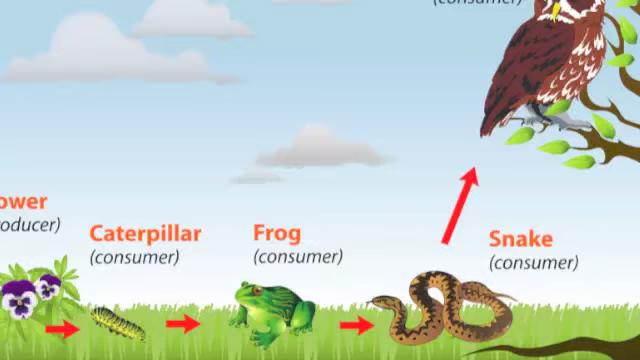 (consumer)
ower
oducer)
Caterpillar
(consumer)
Frog
(consumer)
Snake
(consumer)